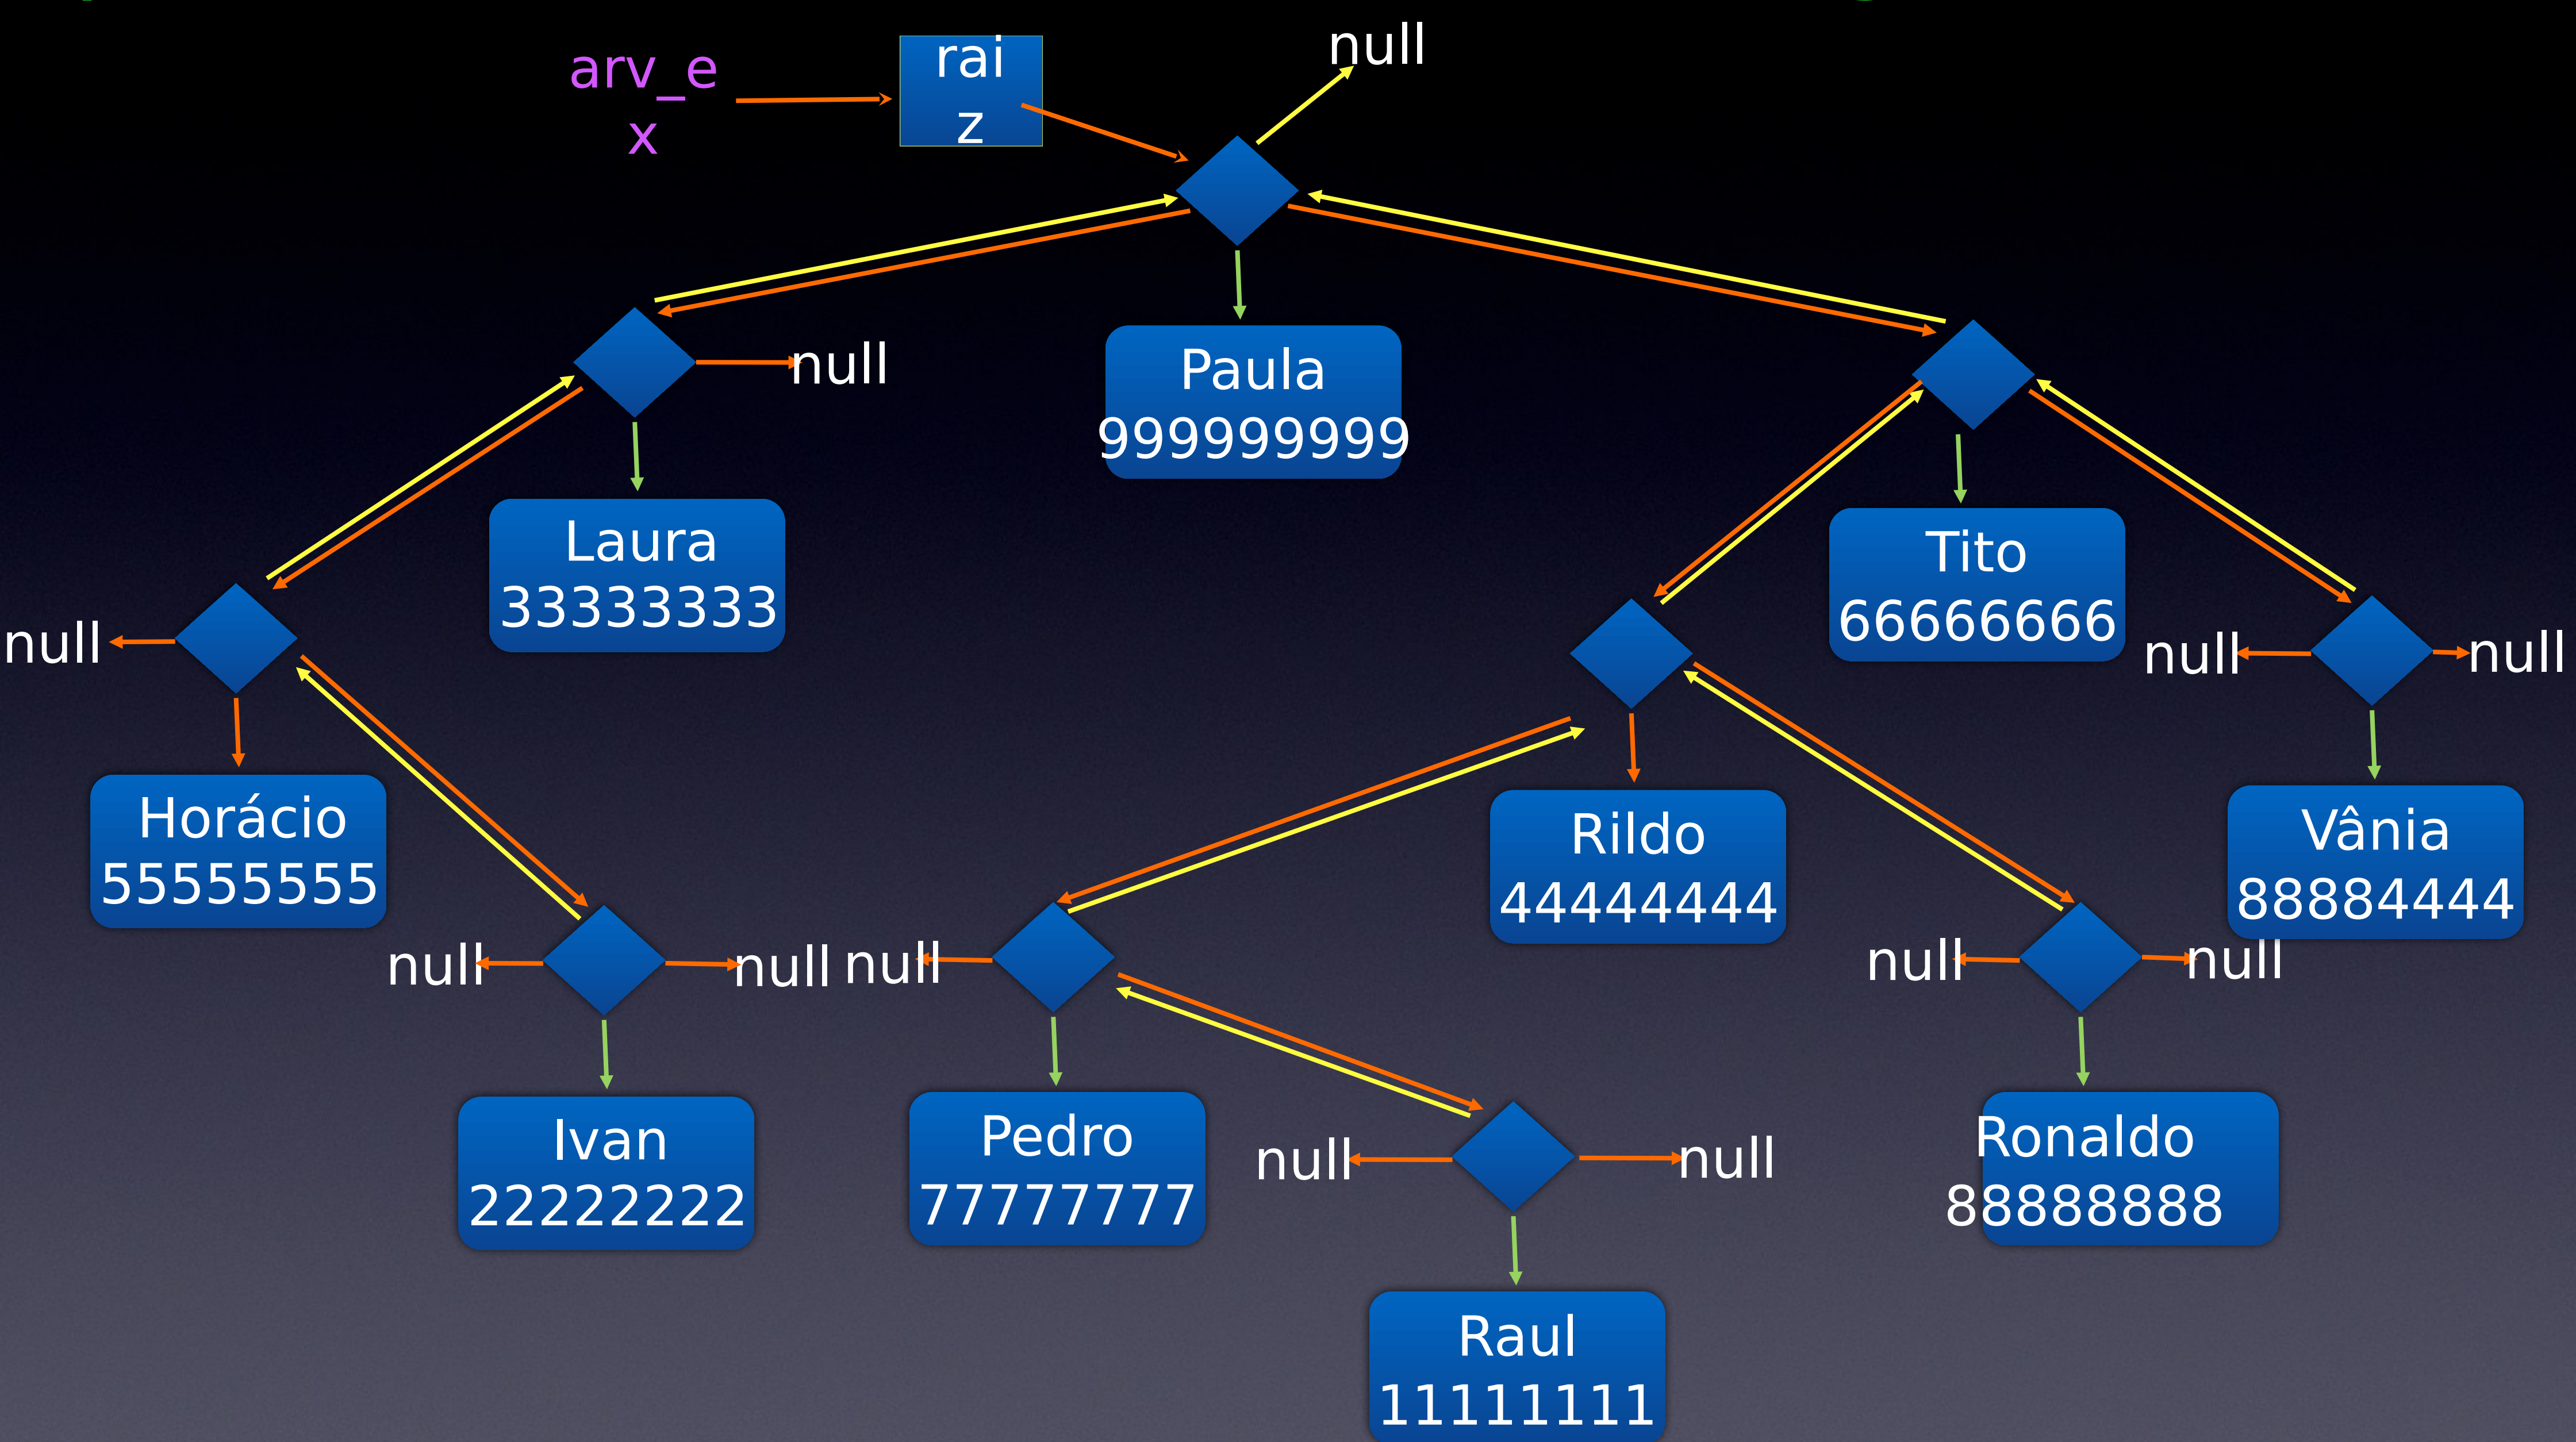 null
arv_e
x
rai
z
null
Paula
999999999
Laura
33333333
Tito
66666666
null
null
null
Horácio
55555555
Rildo
44444444
Vânia
88884444
null
null
null
null
null
Ivan
22222222
Pedro
77777777
null
null
Ronaldo
88888888
Raul
11111111